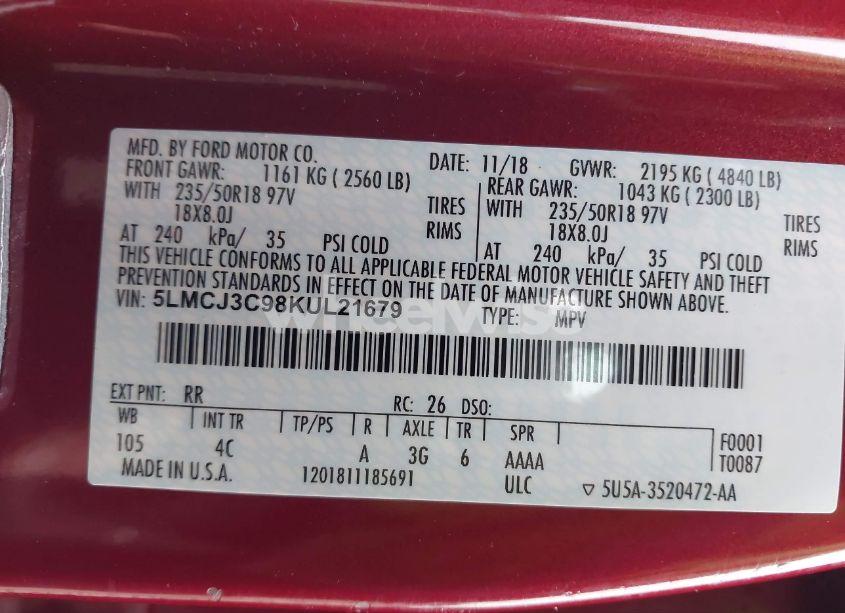 MFD. BY FORD MOTOR CO. DATE: 11/18 GVWR: 2195 KG ( 4840 LB)
FRONT GAWR: 1161 KG ( 2560 LB) REAR GAWR: 1043 KG ( 2300 LB)
WITH 235/50R18 97V TIRES WITH 235/50R18 97V TIRES
18X8.0J RIMS 18X8.0J RIMS
AT 240 kPa/ 35 PSI COLD AT 240 kPa/ 35 PSI COLD
THIS VEHICLE CONFORMS TO ALL APPLICABLE FEDERAL MOTOR VEHICLE SAFETY AND THEFT
PREVENTION STANDARDS IN EFFECT ON THE DATE OF MANUFACTURE SHOWN ABOVE.
VIN: 5LMCJ3C98KUL21679 TYPE: MPV
wheelwise
EXT PNT: RR RC: 26 DSO:
WB INT TR TP/PS R AXLE TR SPR F0001
105 4C A 3G 6 AAAA T0087
MADE IN U.S.A. 1201811185691 ULC ▽ 5U5A-3520472-AA